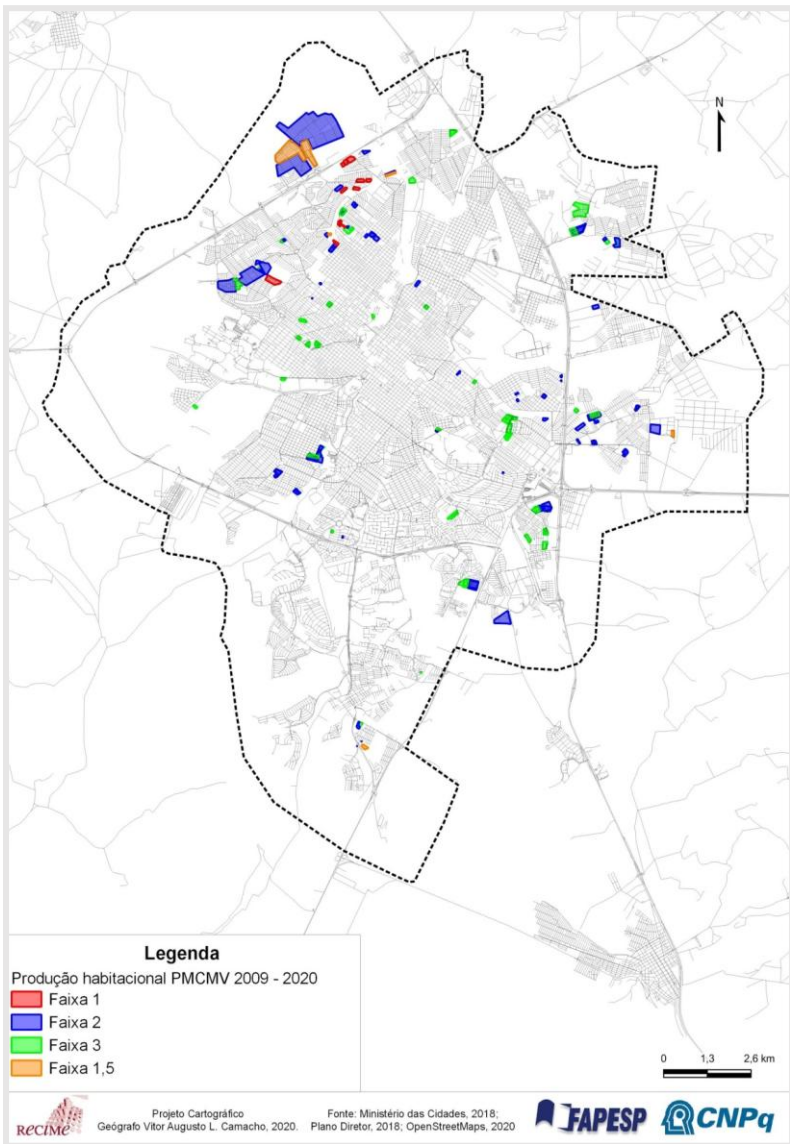 N
Legenda
Produção habitacional PMCMV 2009 - 2020
Faixa 1
Faixa 2
Faixa 3
Faixa 1,5
0 1,3 2,6 km
RECIMe
Projeto Cartográfico
Geógrafo Vitor Augusto L. Camacho, 2020.
Fonte: Ministério das Cidades, 2018;
Plano Diretor, 2018; OpenStreetMaps, 2020
FAPESP
CNPq